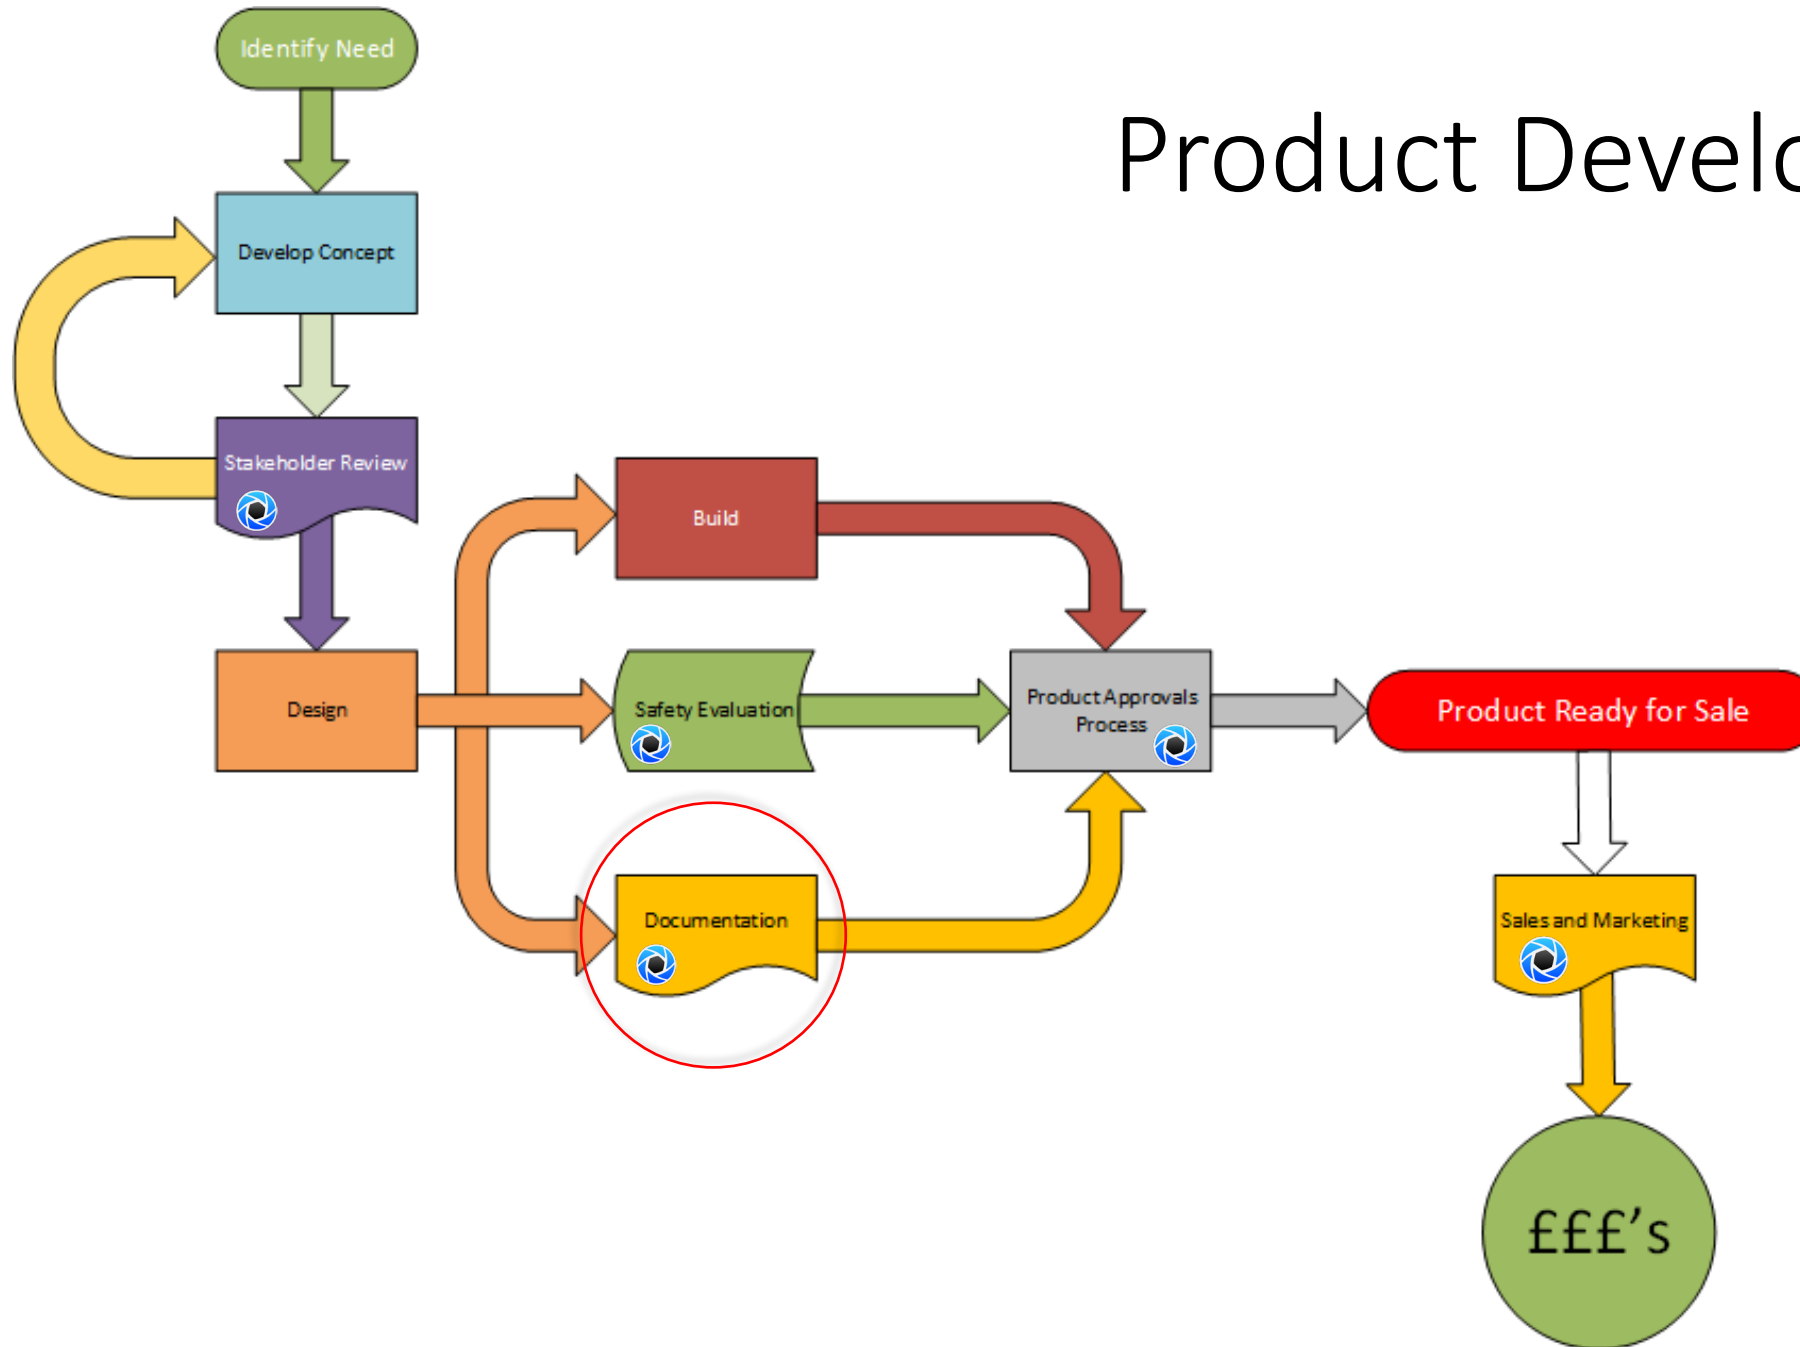 Identify Need
Product Develo
Develop Concept
Stakeholder Review
Build
Design
Safety Evaluation
Product Approvals
Process
Product Ready for Sale
Documentation
Sales and Marketing
£££’s